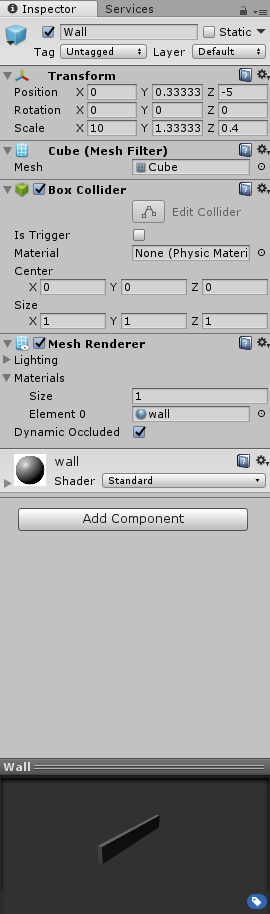 Inspector Services
Wall Static
Tag Untagged Layer Default
Transform
Position X 0 Y 0.33333 Z -5
Rotation X 0 Y 0 Z 0
Scale X 10 Y 1.33333 Z 0.4
Cube (Mesh Filter)
Mesh Cube
Box Collider
Edit Collider
Is Trigger
Material None (Physic Materi
Center
X 0 Y 0 Z 0
Size
X 1 Y 1 Z 1
Mesh Renderer
Lighting
Materials
Size 1
Element 0 wall
Dynamic Occluded
wall
Shader Standard
Add Component
Wall